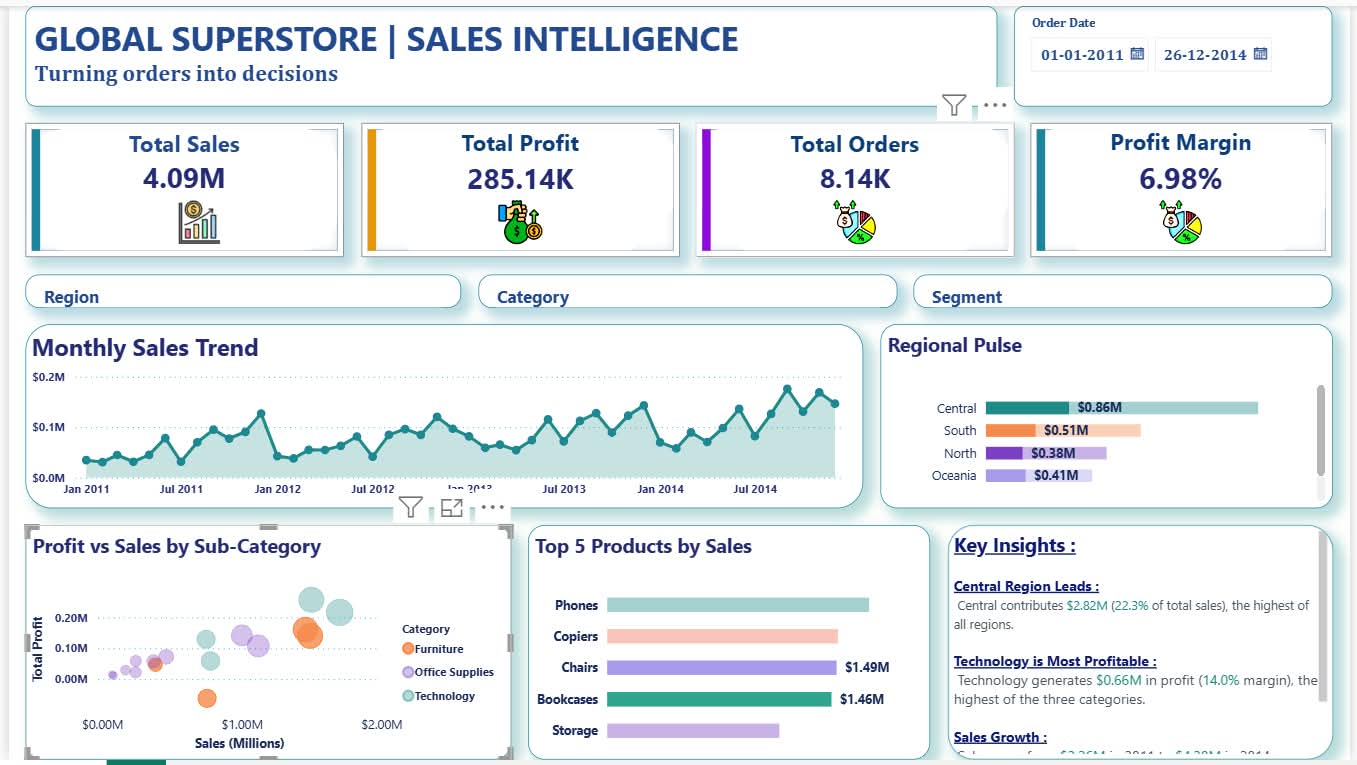 GLOBAL SUPERSTORE | SALES INTELLIGENCE
Turning orders into decisions
Order Date
01-01-2011
26-12-2014
Total Sales
4.09M
Total Profit
285.14K
Total Orders
8.14K
Profit Margin
6.98%
Region
Category
Segment
Monthly Sales Trend
$0.2M
$0.1M
$0.0M
Jan 2011
Jul 2011
Jan 2012
Jul 2012
Jul 2013
Jan 2014
Jul 2014
Regional Pulse
Central $0.86M
South $0.51M
North $0.38M
Oceania $0.41M
Profit vs Sales by Sub-Category
Total Profit
0.20M
0.10M
0.00M
$0.00M
$1.00M
$2.00M
Sales (Millions)
Category
Furniture
Office Supplies
Technology
Top 5 Products by Sales
Phones
Copiers
Chairs $1.49M
Bookcases $1.46M
Storage
Key Insights :
Central Region Leads :
Central contributes $2.82M (22.3% of total sales), the highest of
all regions.
Technology is Most Profitable :
Technology generates $0.66M in profit (14.0% margin), the
highest of the three categories.
Sales Growth :